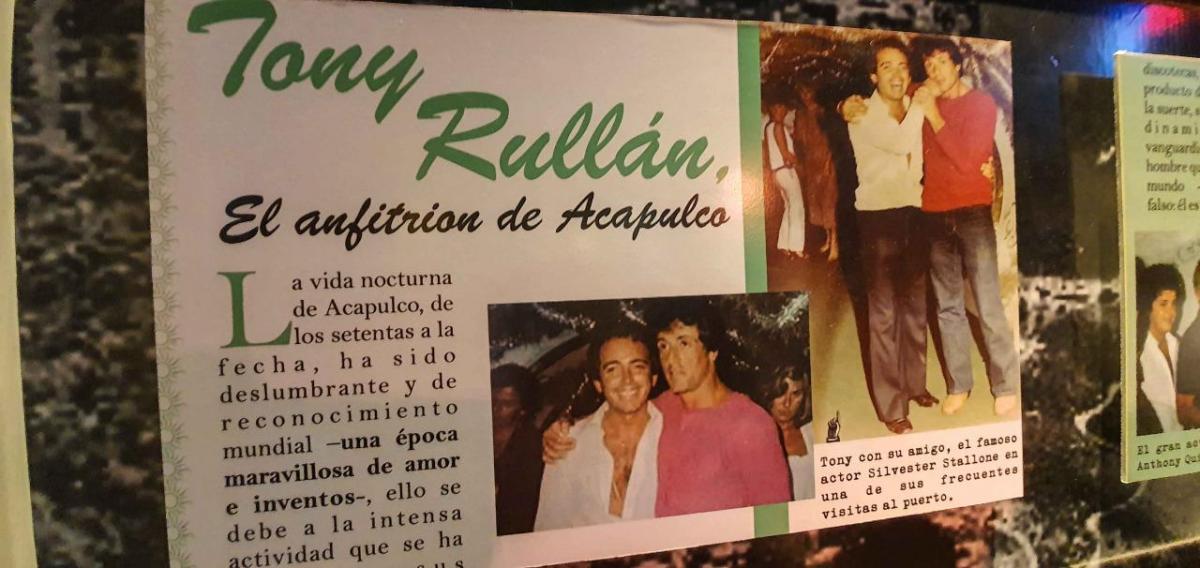 Tony
Rullán,
El anfitrion de Acapulco
La vida nocturna
de Acapulco, de
los setentas a la
fecha, ha sido
deslumbrante y de
reconocimiento
mundial –una época
maravillosa de amor
e inventos-, ello se
debe a la intensa
actividad que se ha
Tony con su amigo, el famoso
actor Silvester Stallone en
una de sus frecuentes
visitas al puerto.
discotecas,
producto d
la suerte, s
dinami
vanguardi
hombre qu
mundo
falso: él es
El gran ac
Anthony Qui